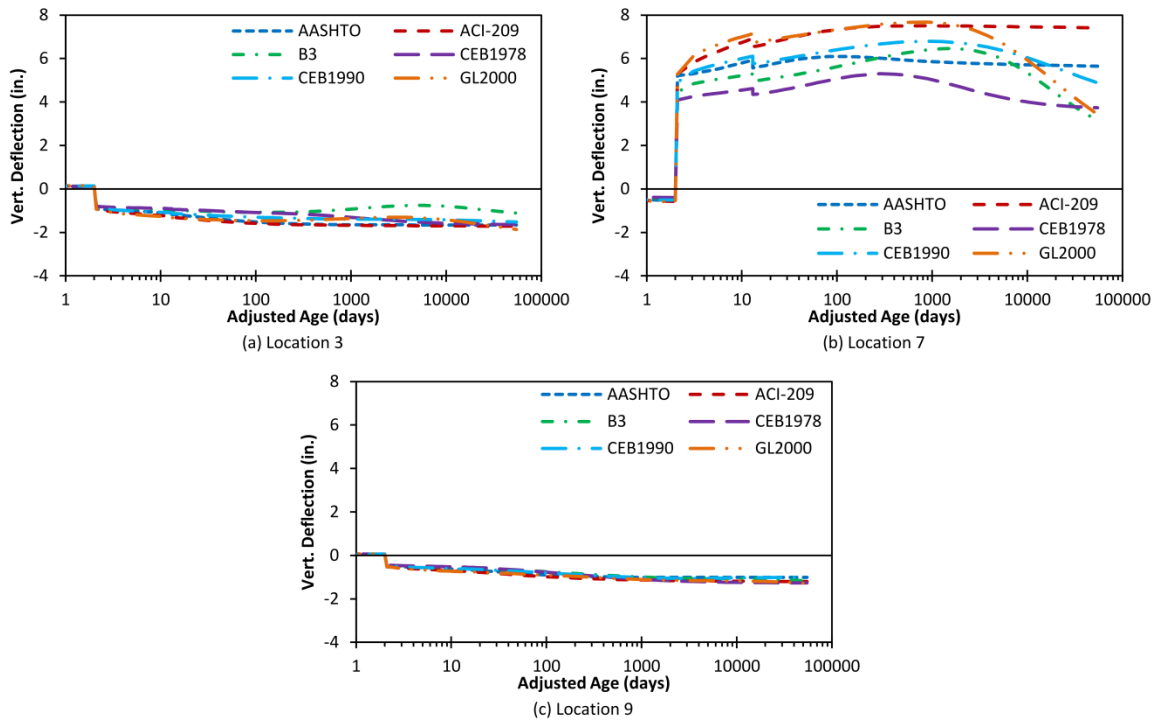 8
6
4
2
0
-2
-4
Vert. Deflection (in.)
AASHTO ACI-209
B3 CEB1978
CEB1990 GL2000
1 10 100 1000 10000 100000
Adjusted Age (days)
(a) Location 3
8
6
4
2
0
-2
-4
Vert. Deflection (in.)
AASHTO ACI-209
B3 CEB1978
CEB1990 GL2000
1 10 100 1000 10000 100000
Adjusted Age (days)
(b) Location 7
8
6
4
2
0
-2
-4
Vert. Deflection (in.)
AASHTO ACI-209
B3 CEB1978
CEB1990 GL2000
1 10 100 1000 10000 100000
Adjusted Age (days)
(c) Location 9